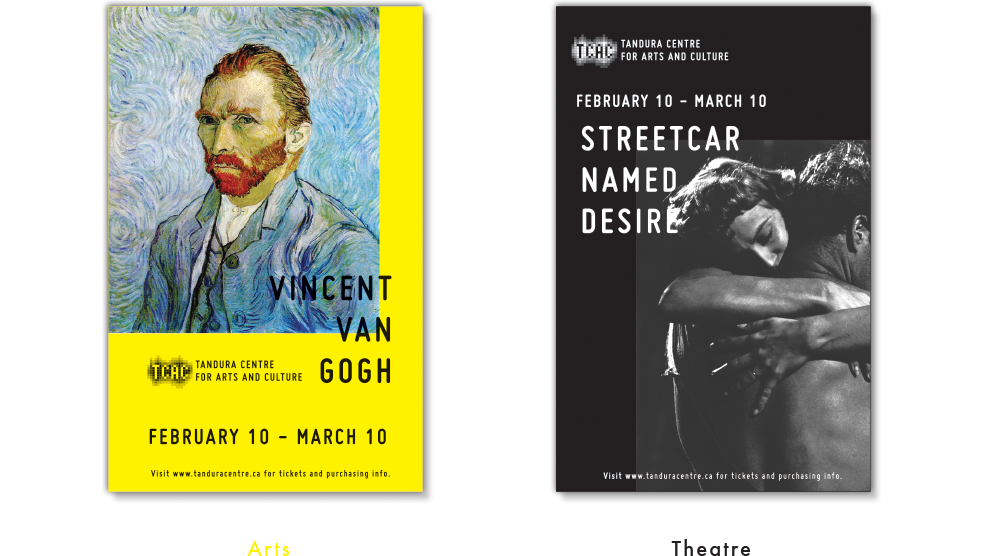 VINCENT
VAN
GOGH
TCAC
TANDURA CENTRE
FOR ARTS AND CULTURE
FEBRUARY 10 - MARCH 10
Visit www.tanduracentre.ca for tickets and purchasing info.
Arts
TCAC
TANDURA CENTRE
FOR ARTS AND CULTURE
FEBRUARY 10 - MARCH 10
STREETCAR
NAMED
DESIRE
Visit www.tanduracentre.ca for tickets and purchasing info.
Theatre